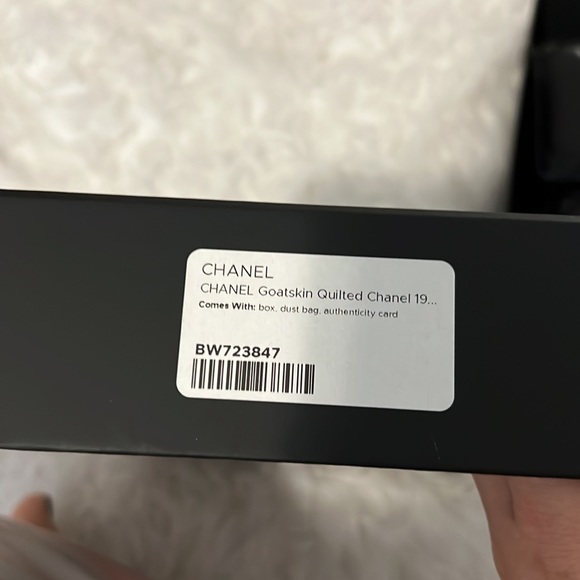 CHANEL
CHANEL Goatskin Quilted Chanel 19...
Comes With: box, dust bag, authenticity card
BW723847